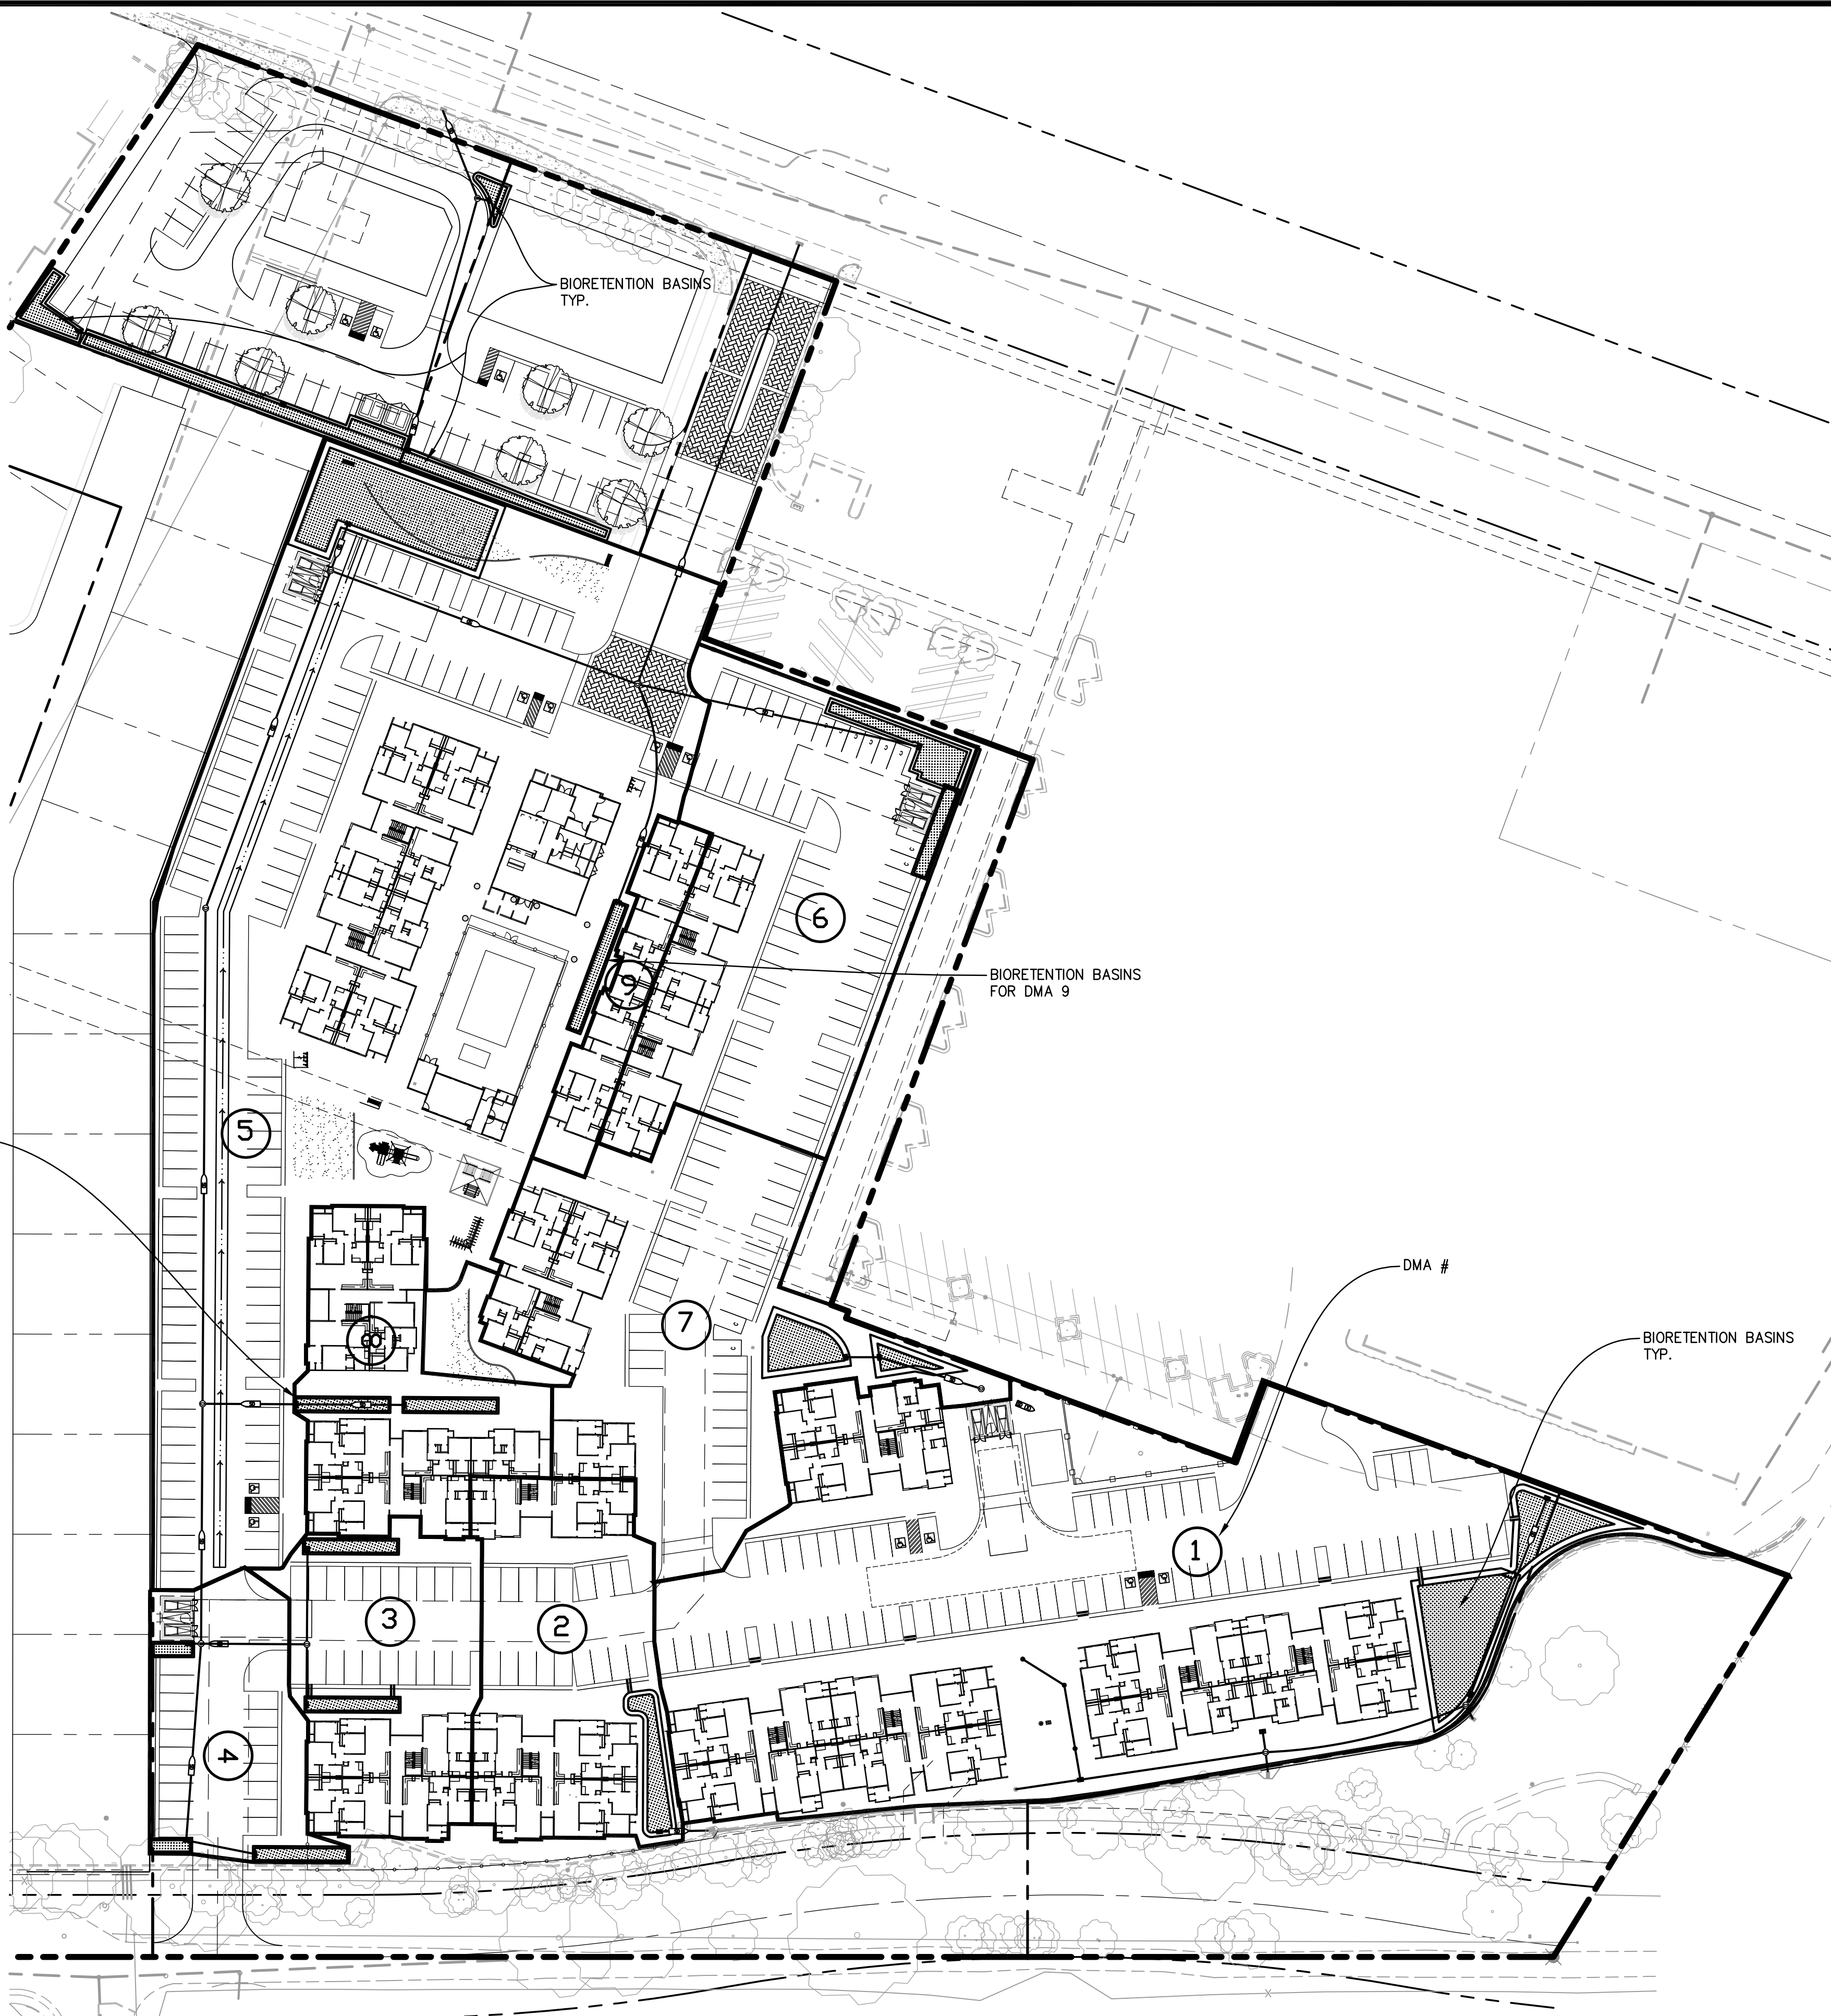 BIORETENTION BASINS
TYP.
6
BIORETENTION BASINS
FOR DMA 9
9
5
DMA #
7
8
BIORETENTION BASINS
TYP.
1
3
2
4